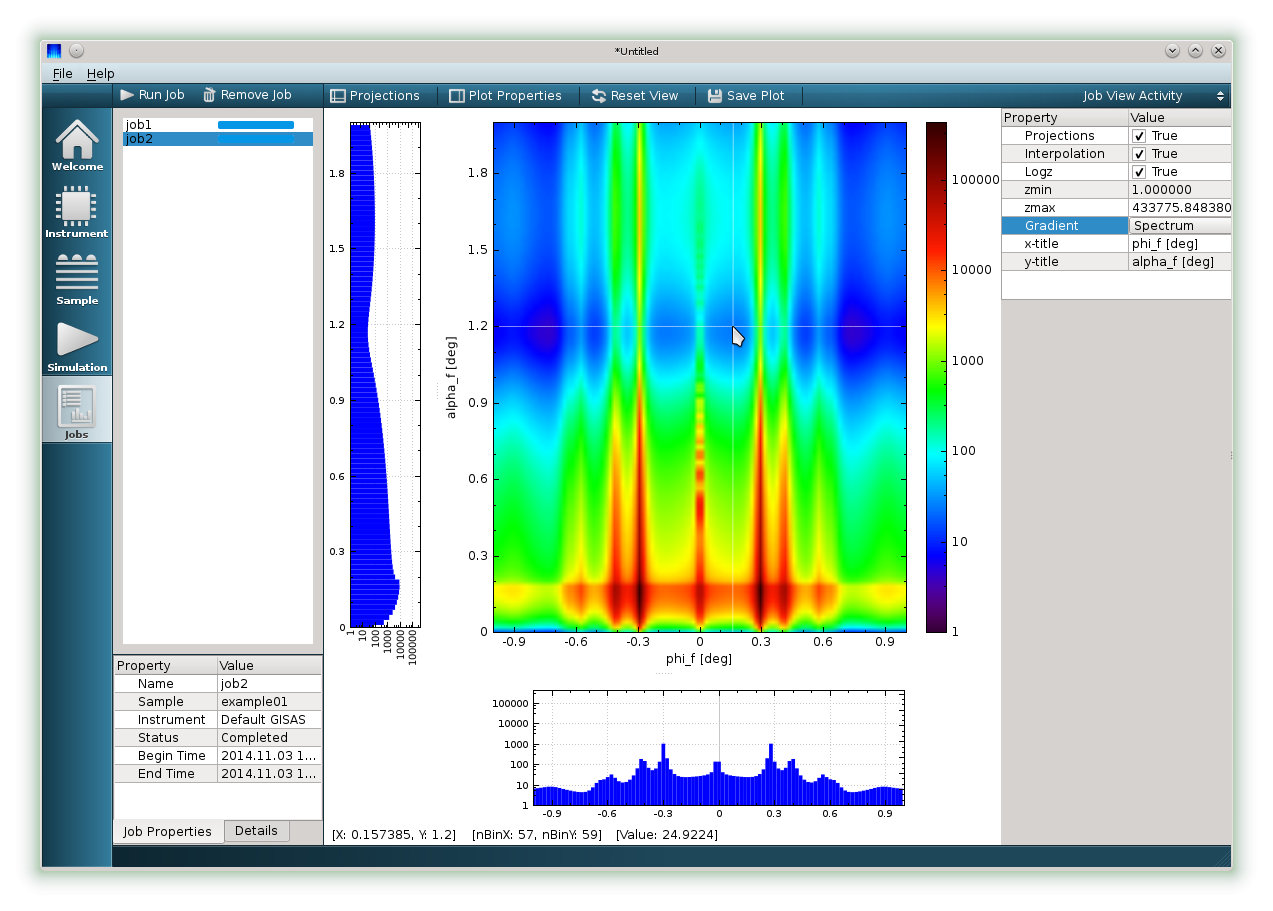 *Untitled
File Help
Run Job Remove Job Projections Plot Properties Reset View Save Plot Job View Activity
Welcome
Instrument
Sample
Simulation
Jobs
job1
job2
1.8
1.5
1.2
0.9
0.6
0.3
0
1 10 100 1000 10000 100000
alpha_f [deg]
1.8
1.5
1.2
0.9
0.6
0.3
0
-0.9 -0.6 -0.3 0 0.3 0.6 0.9
phi_f [deg]
100000
10000
1000
100
10
1
100000
10000
1000
100
10
1
-0.9 -0.6 -0.3 0 0.3 0.6 0.9
[X: 0.157385, Y: 1.2] [nBinX: 57, nBinY: 59] [Value: 24.9224]
Property Value
Projections True
Interpolation True
Logz True
zmin 1.000000
zmax 433775.848380
Gradient Spectrum
x-title phi_f [deg]
y-title alpha_f [deg]
Property Value
Name job2
Sample example01
Instrument Default GISAS
Status Completed
Begin Time 2014.11.03 1...
End Time 2014.11.03 1...
Job Properties Details